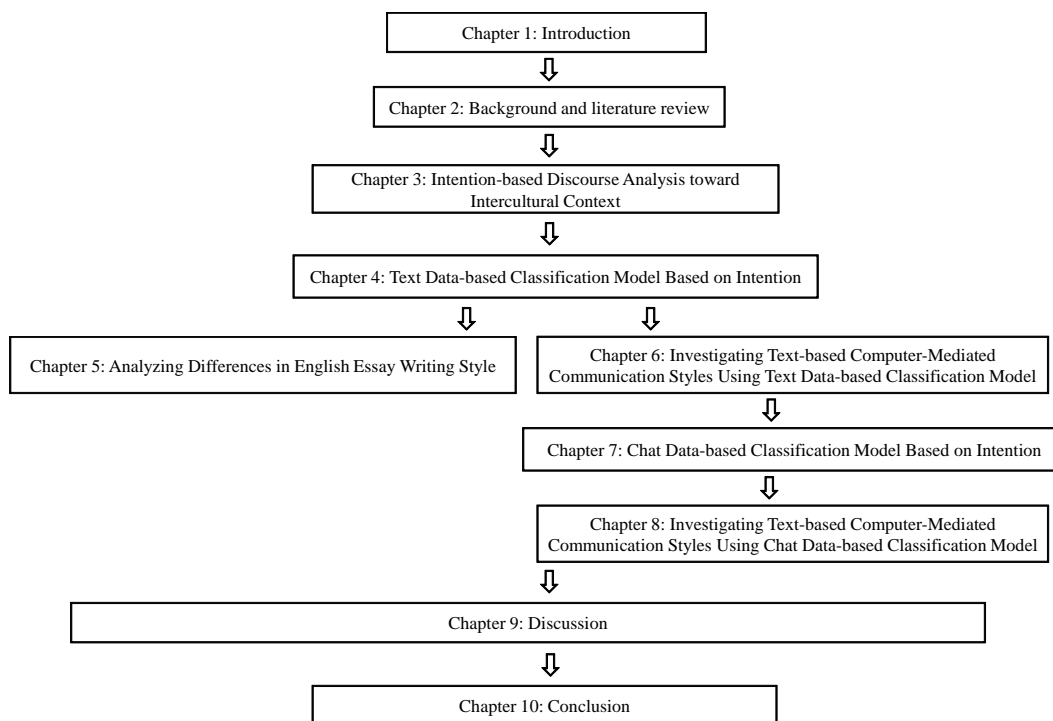 Chapter 1: Introduction
Chapter 2: Background and literature review
Chapter 3: Intention-based Discourse Analysis toward
Intercultural Context
Chapter 4: Text Data-based Classification Model Based on Intention
Chapter 5: Analyzing Differences in English Essay Writing Style
Chapter 6: Investigating Text-based Computer-Mediated
Communication Styles Using Text Data-based Classification Model
Chapter 7: Chat Data-based Classification Model Based on Intention
Chapter 8: Investigating Text-based Computer-Mediated
Communication Styles Using Chat Data-based Classification Model
Chapter 9: Discussion
Chapter 10: Conclusion